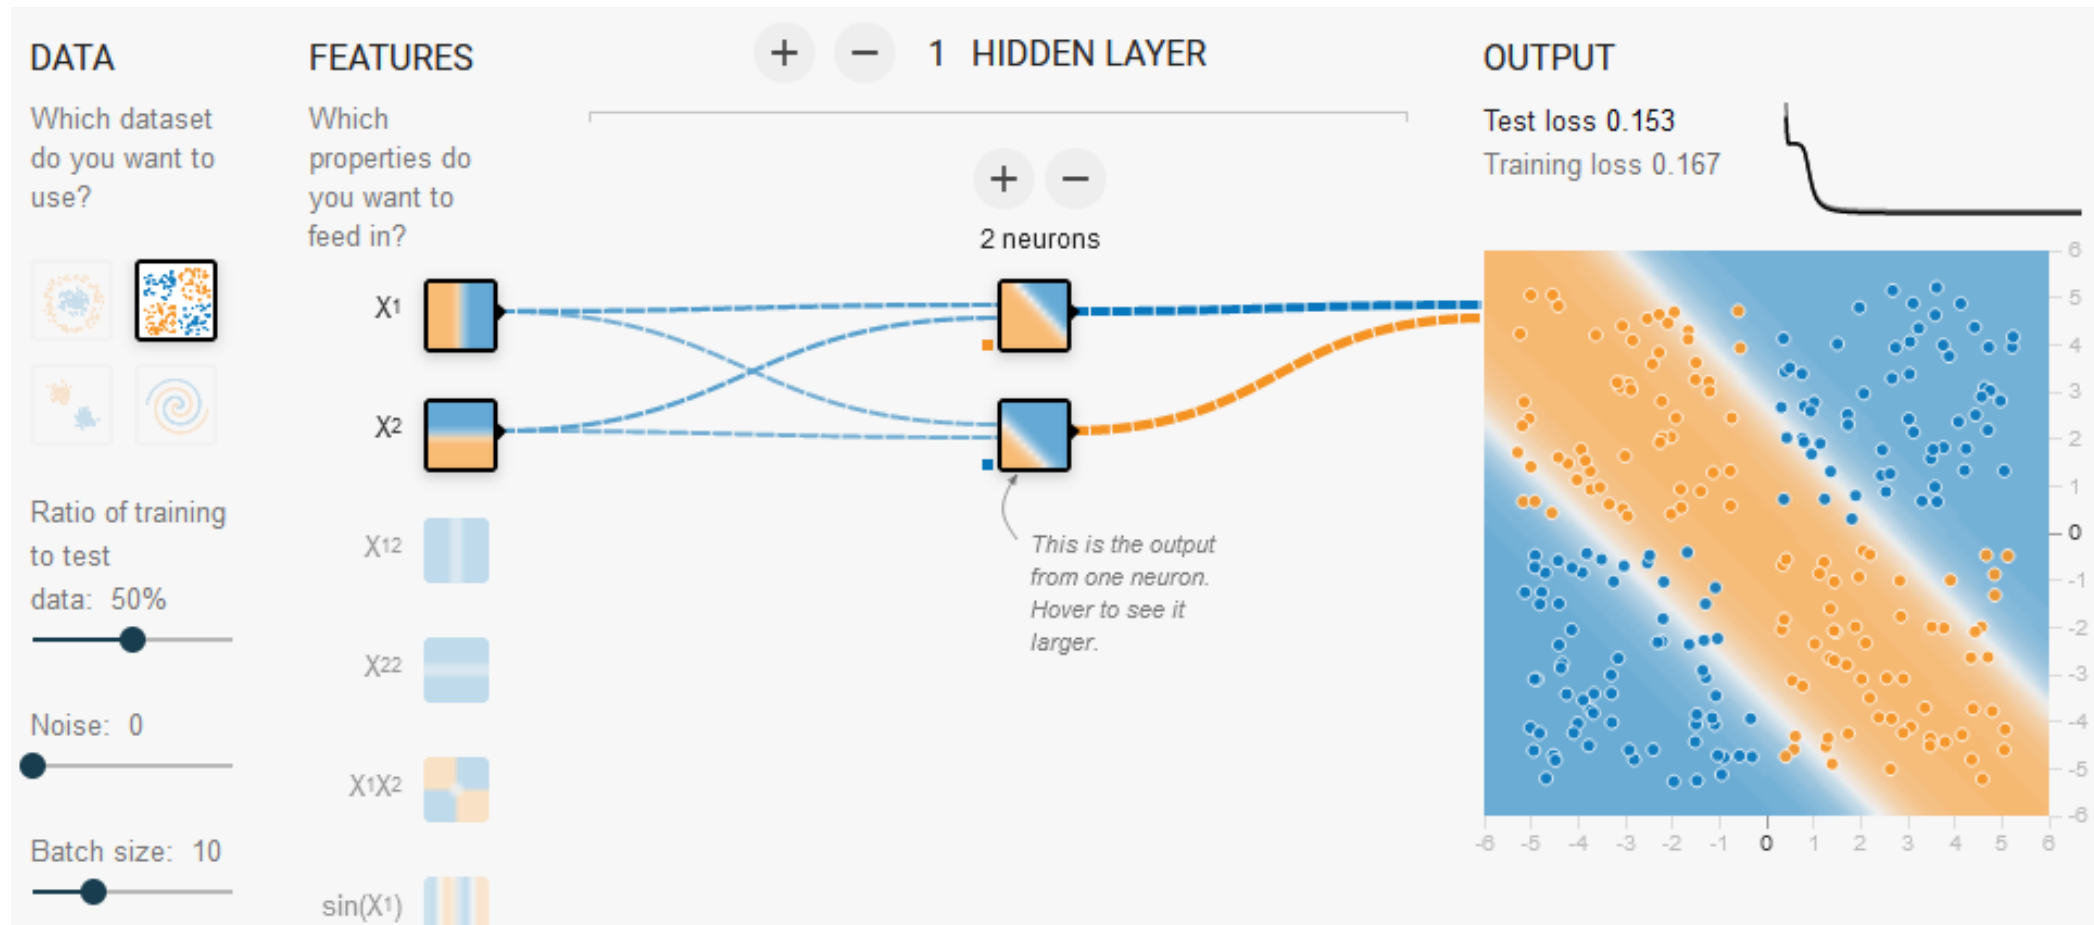 DATA
Which dataset
do you want to
use?
Ratio of training
to test
data: 50%
Noise: 0
Batch size: 10
FEATURES
Which
properties do
you want to
feed in?
X1
X2
X12
X22
X1X2
sin(X1)
+ − 1 HIDDEN LAYER
+ −
2 neurons
This is the output
from one neuron.
Hover to see it
larger.
OUTPUT
Test loss 0.153
Training loss 0.167
6
5
4
3
2
1
0
-1
-2
-3
-4
-5
-6
-6 -5 -4 -3 -2 -1 0 1 2 3 4 5 6